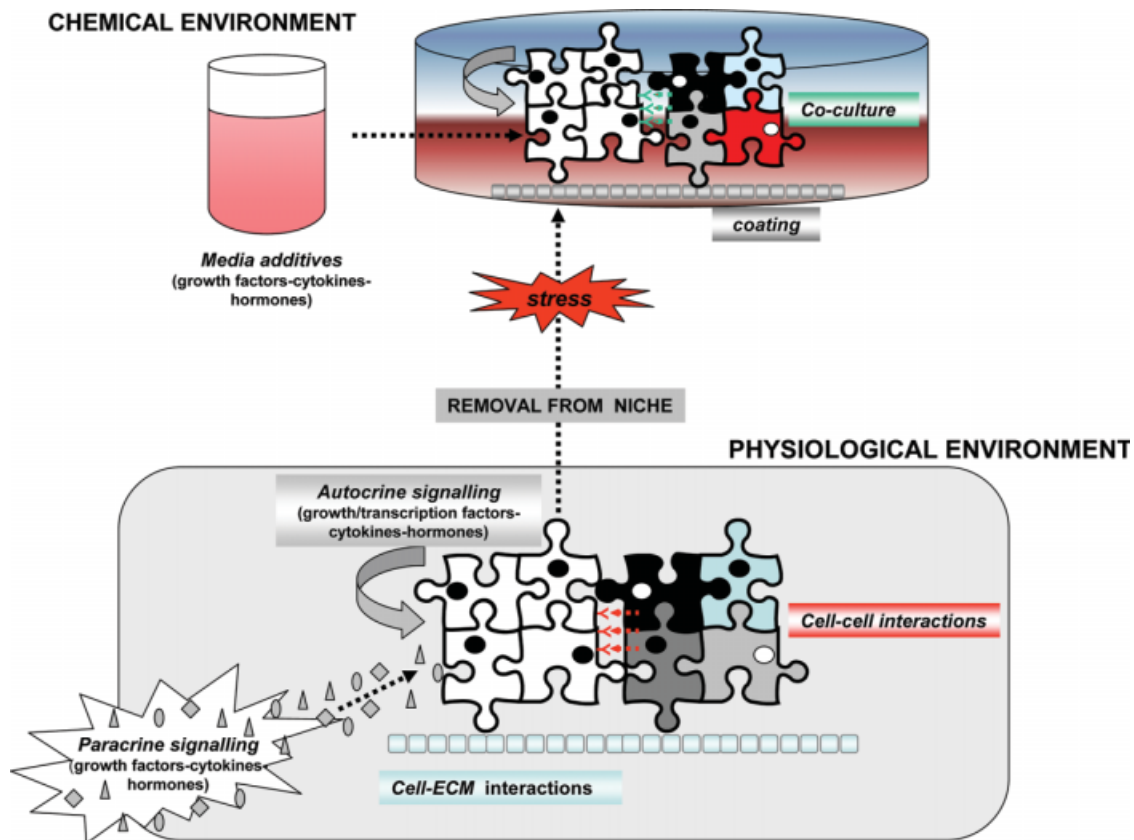 CHEMICAL ENVIRONMENT
Co-culture
coating
Media additives
(growth factors-cytokines-
hormones)
stress
REMOVAL FROM NICHE
PHYSIOLOGICAL ENVIRONMENT
Autocrine signalling
(growth/transcription factors-
cytokines-hormones)
Cell-cell interactions
Paracrine signalling
(growth factors-cytokines-
hormones)
Cell-ECM interactions